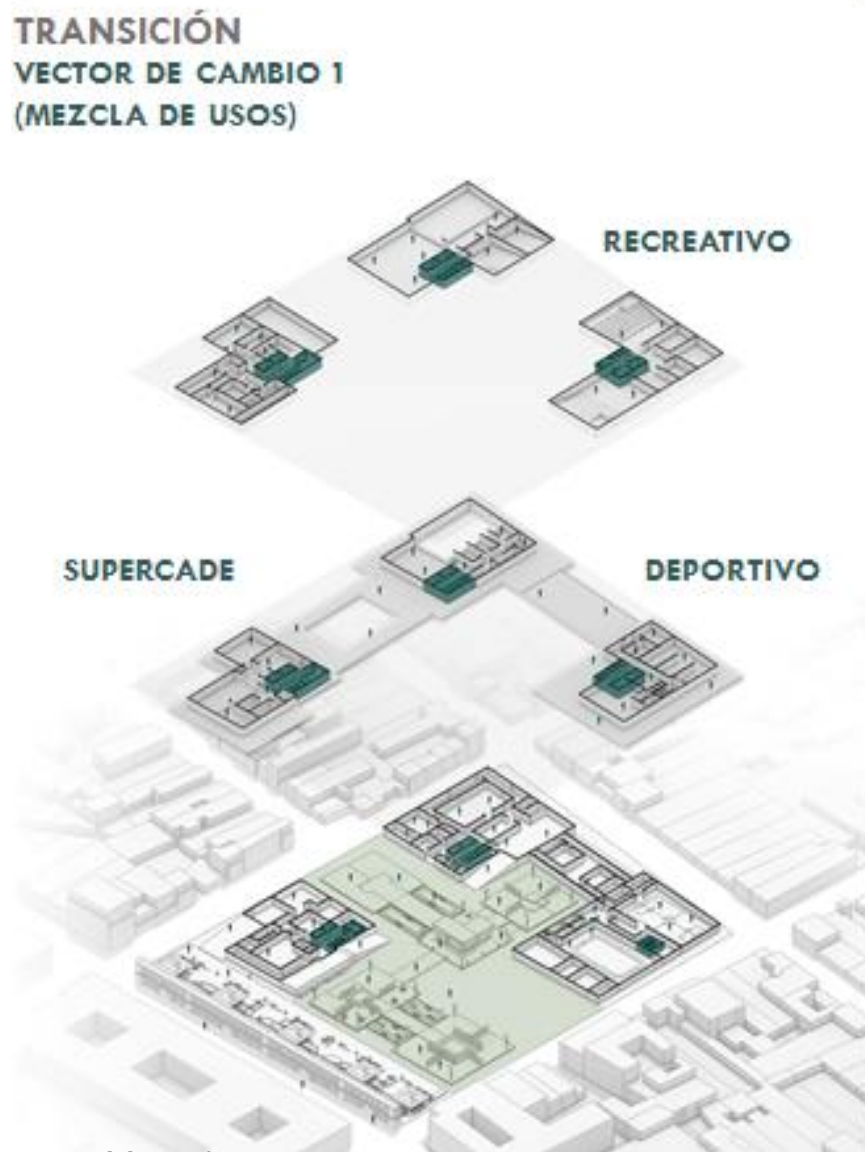 TRANSICIÓN
VECTOR DE CAMBIO 1
(MEZCLA DE USOS)
RECREATIVO
SUPERCADE
DEPORTIVO